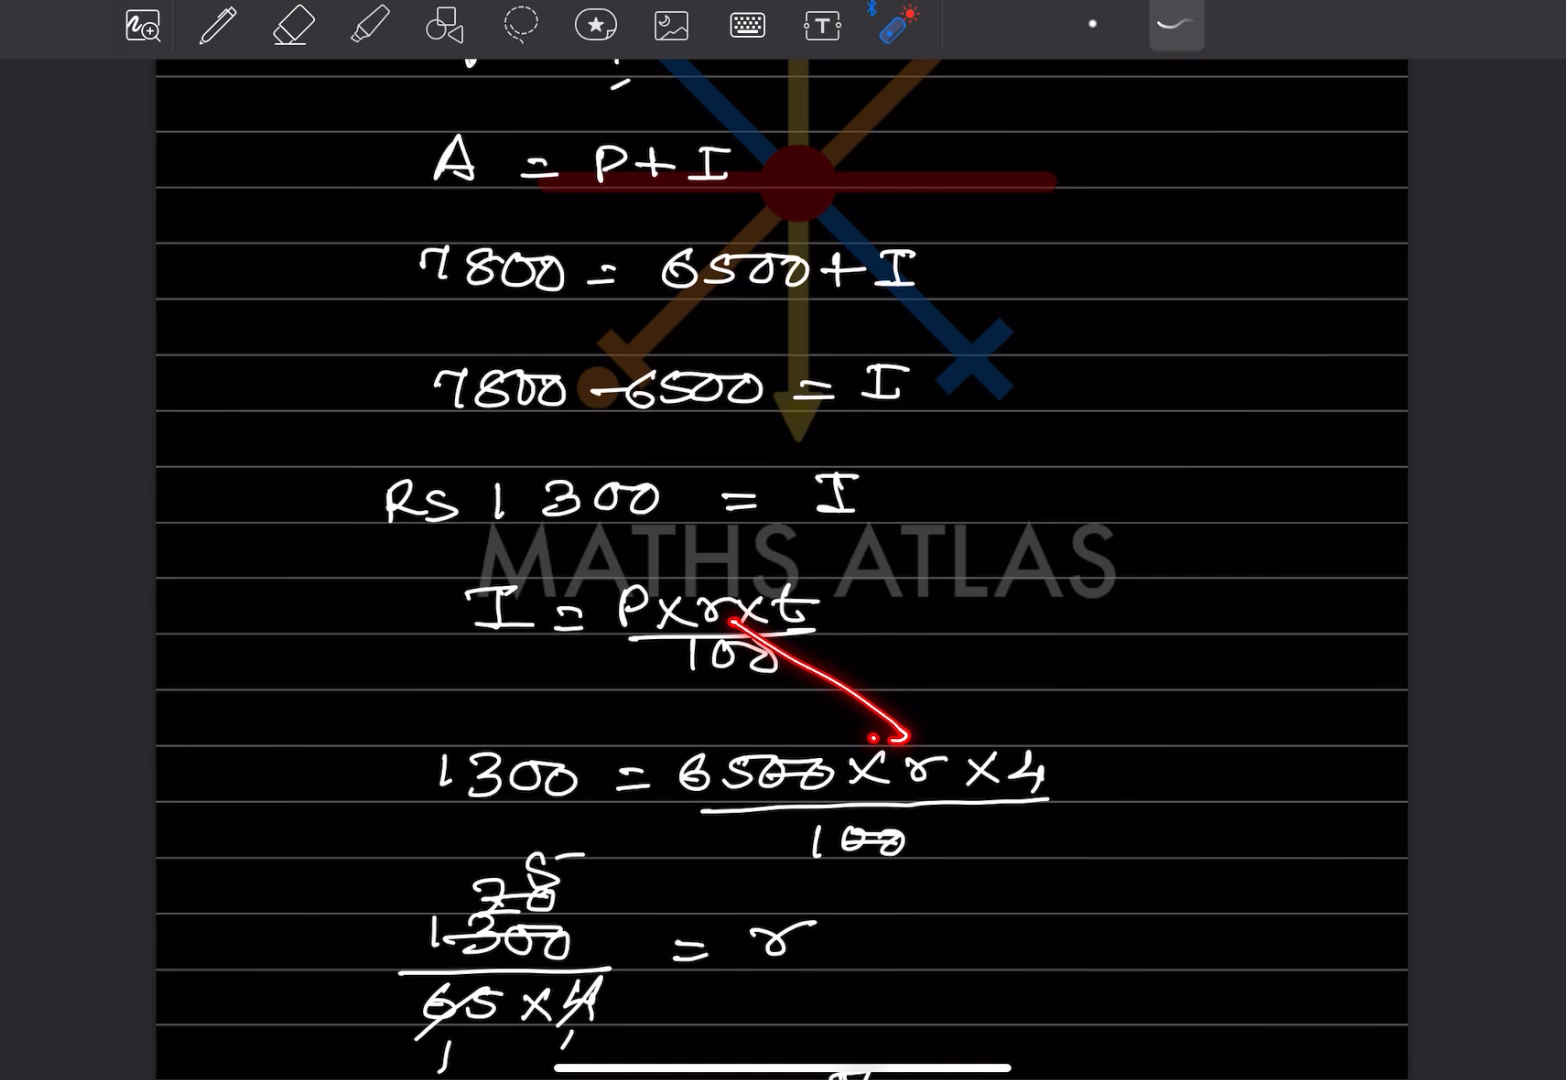 A = P+I
7800 = 6500+I
7800-6500 = I
Rs 1300 = I
MATHS ATLAS
I = P×r×t
100
1300 = 6500×r×4
100
5
20
1300 = r
65×4
1 1